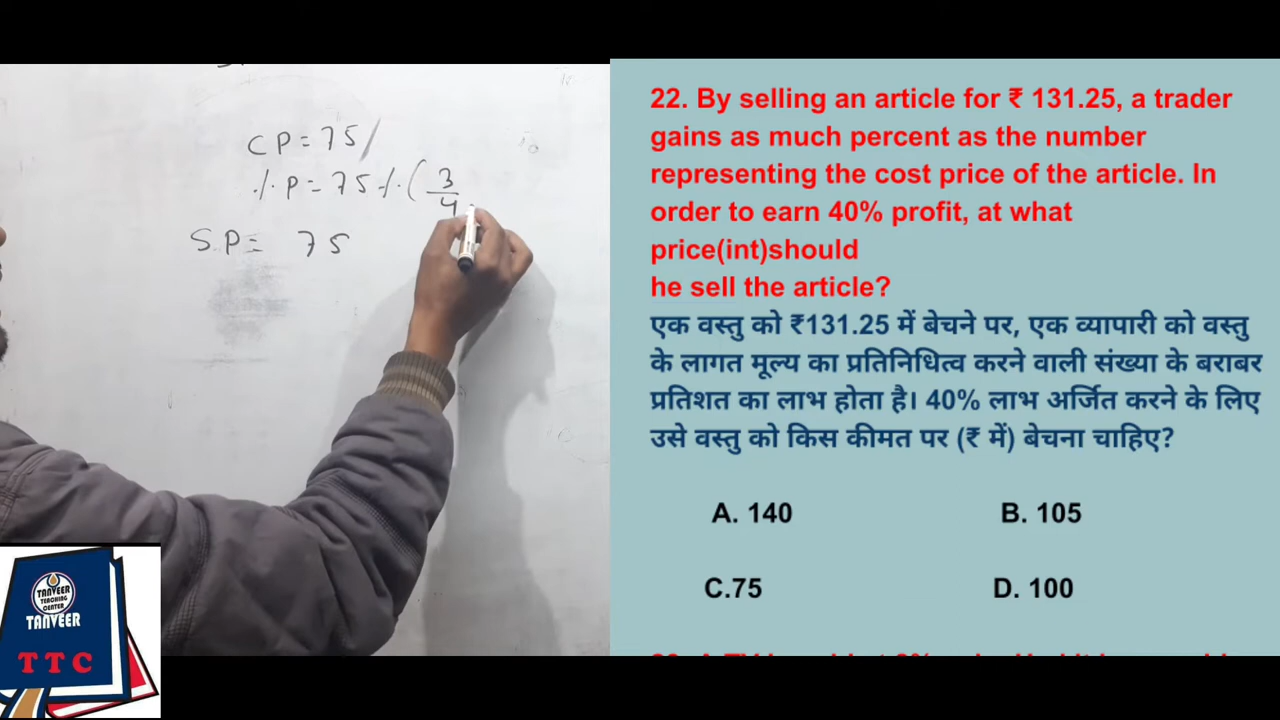 CP = 75/
% P = 75% (3/4
S.P = 75
22. By selling an article for ₹ 131.25, a trader
gains as much percent as the number
representing the cost price of the article. In
order to earn 40% profit, at what
price(int)should
he sell the article?
एक वस्तु को ₹131.25 में बेचने पर, एक व्यापारी को वस्तु
के लागत मूल्य का प्रतिनिधित्व करने वाली संख्या के बराबर
प्रतिशत का लाभ होता है। 40% लाभ अर्जित करने के लिए
उसे वस्तु को किस कीमत पर (₹ में) बेचना चाहिए?
A. 140 B. 105
C.75 D. 100
TANVEER
TEACHING
CENTER
TANVEER
T T C